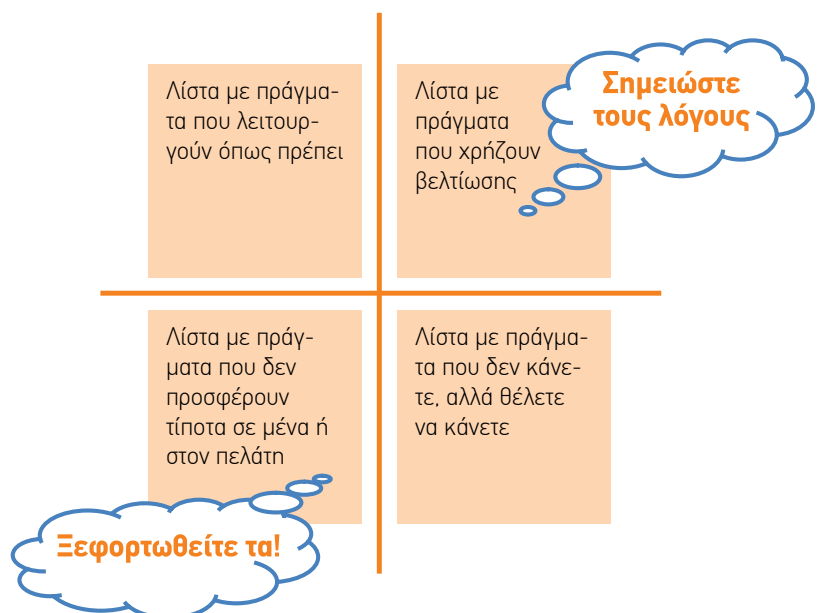 Λίστα με πράγμα-
τα που λειτουρ-
γούν όπως πρέπει
Λίστα με
πράγματα
που χρήζουν
βελτίωσης
Σημειώστε
τους λόγους
Λίστα με πράγ-
ματα που δεν
προσφέρουν
τίποτα σε μένα ή
στον πελάτη
Ξεφορτωθείτε τα!
Λίστα με πράγμα-
τα που δεν κάνε-
τε, αλλά θέλετε
να κάνετε